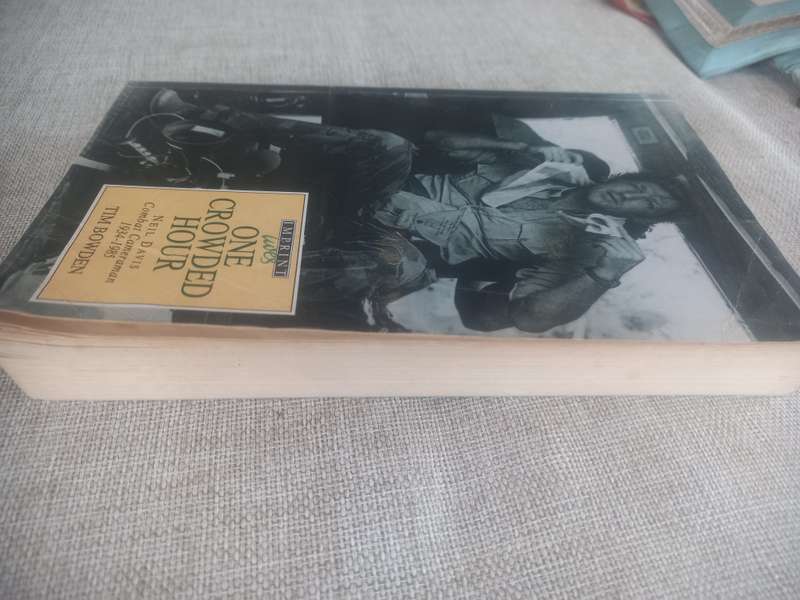 IMPRINT
lives
ONE
CROWDED
HOUR
NEIL DAVIS
Combat Cameraman
1934-1985
TIM BOWDEN